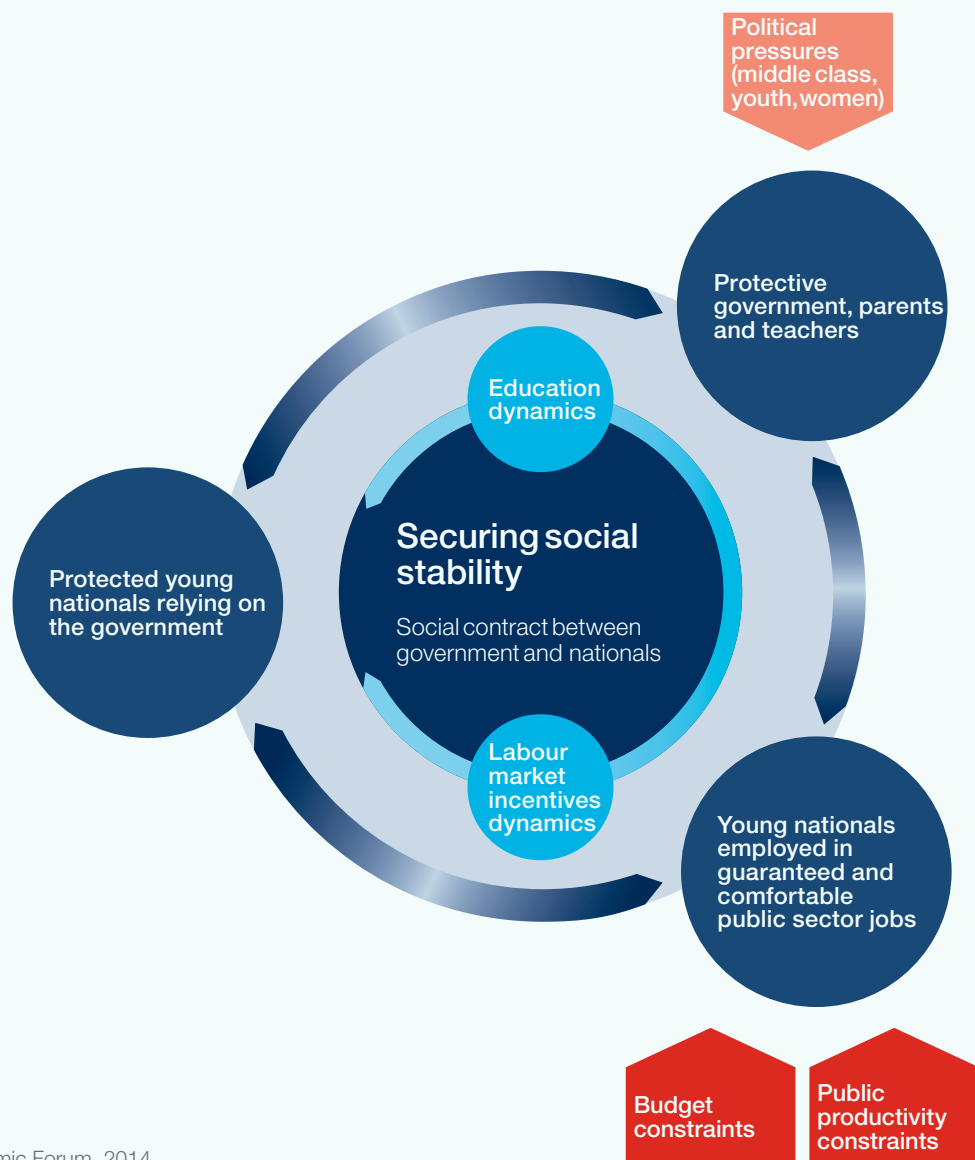 Political
pressures
(middle class,
youth, women)
Protective
government, parents
and teachers
Education
dynamics
Securing social
stability
Social contract between
government and nationals
Protected young
nationals relying on
the government
Labour
market
incentives
dynamics
Young nationals
employed in
guaranteed and
comfortable
public sector jobs
Budget
constraints
Public
productivity
constraints
Forum, 2014